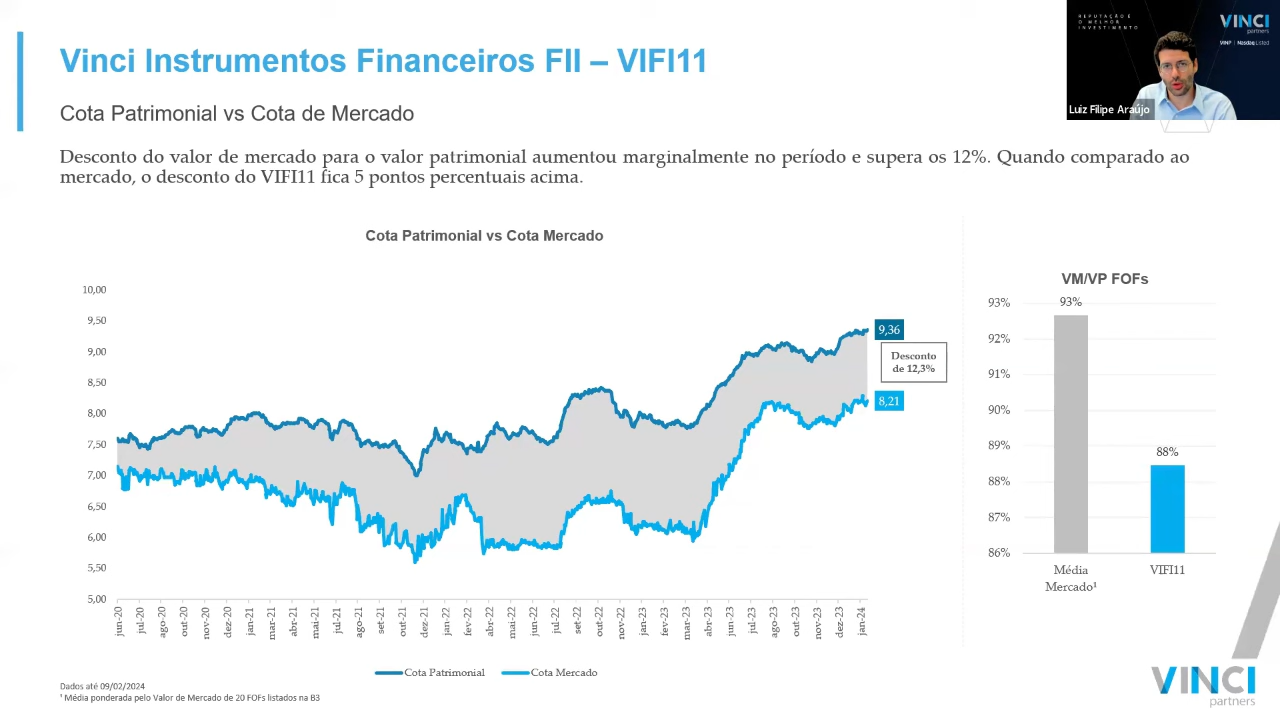 Vinci Instrumentos Financeiros FII – VIFI11
Cota Patrimonial vs Cota de Mercado
REPUTAÇÃO É
O MELHOR
INVESTIMENTO
VINCI
partners
VINP | Nasdaq Listed
Luiz Filipe Araújo
Desconto do valor de mercado para o valor patrimonial aumentou marginalmente no período e supera os 12%. Quando comparado ao
mercado, o desconto do VIFI11 fica 5 pontos percentuais acima.
Cota Patrimonial vs Cota Mercado
10,00
9,50
9,00
8,50
8,00
7,50
7,00
6,50
6,00
5,50
5,00
9,36
Desconto
de 12,3%
8,21
jun-20
jul-20
ago-20
out-20
nov-20
dez-20
jan-21
mar-21
abr-21
mai-21
jul-21
ago-21
set-21
out-21
dez-21
jan-22
fev-22
abr-22
mai-22
jun-22
jul-22
set-22
out-22
nov-22
dez-22
fev-23
mar-23
abr-23
jun-23
jul-23
ago-23
out-23
nov-23
dez-23
jan-24
Cota Patrimonial
Cota Mercado
VM/VP FOFs
93%
92%
91%
90%
89%
88%
87%
86%
93%
88%
Média
Mercado¹
VIFI11
Dados até 09/02/2024
¹ Média ponderada pelo Valor de Mercado de 20 FOFs listados na B3
VINCI
partners